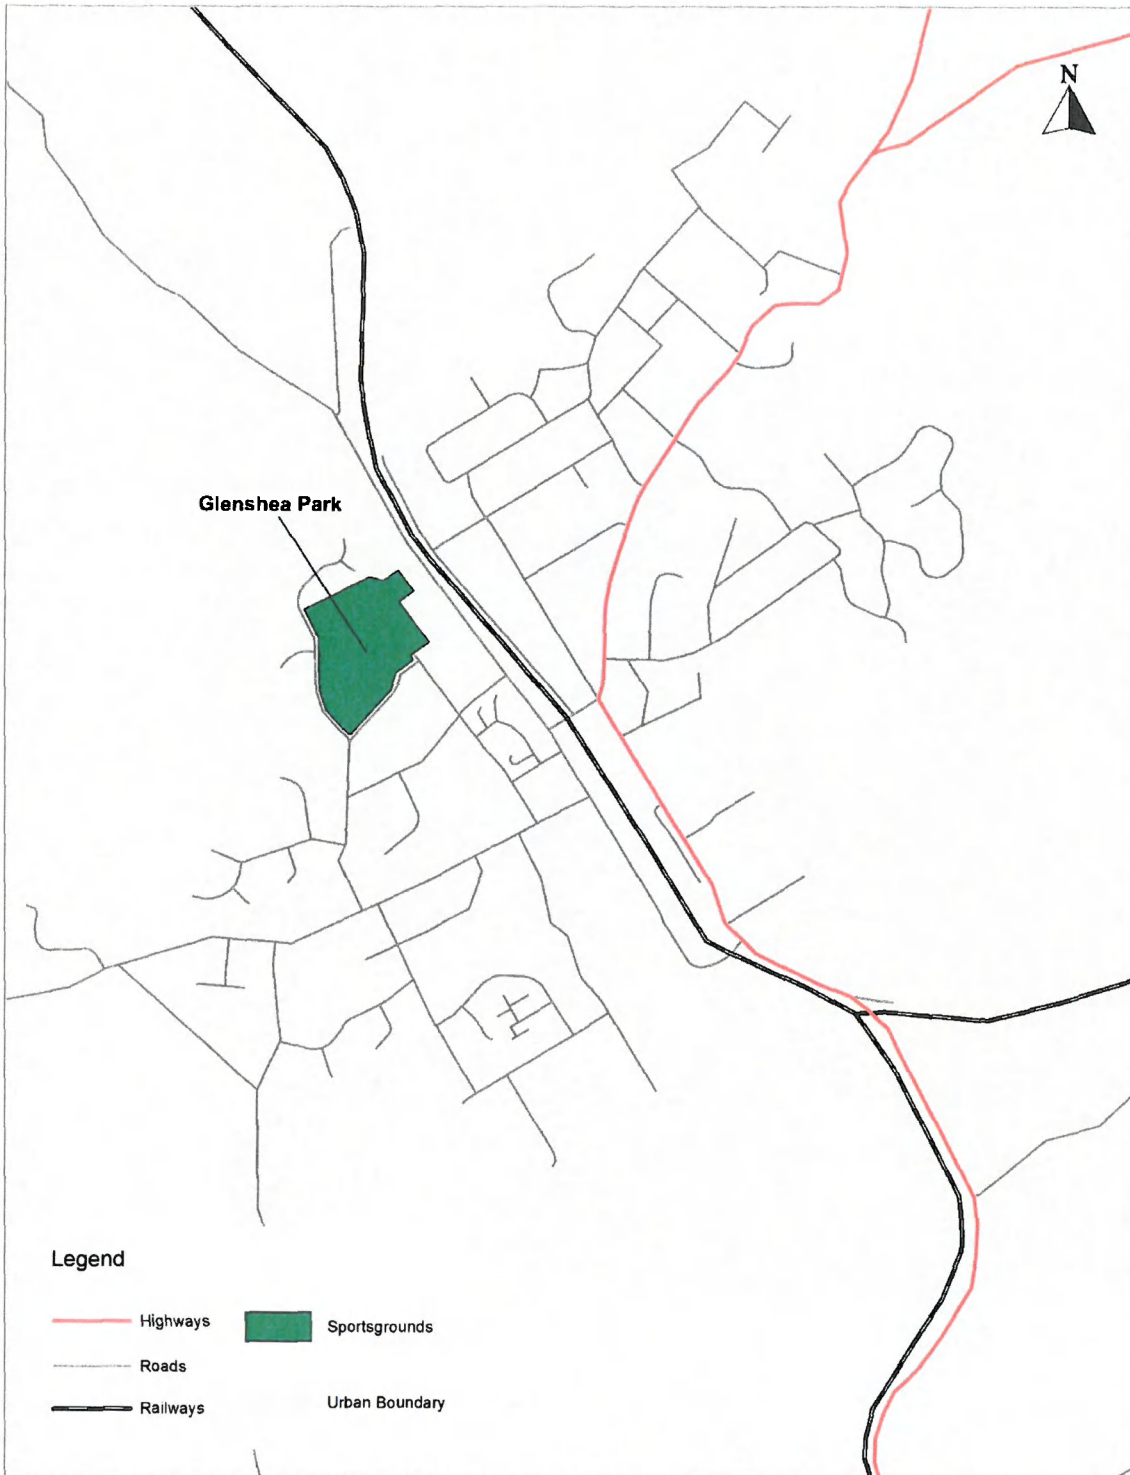 N
Glenshea Park
Legend
Highways
Sportsgrounds
Roads
Urban Boundary
Railways